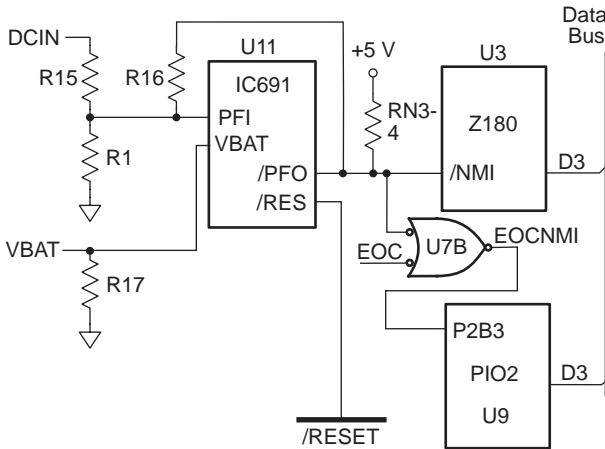 Data
Bus
DCIN
U11
+5 V
U3
R15
R16
IC691
RN3-
4
Z180
PFI
VBAT
R1
/PFO
/NMI
D3
/RES
U7B
EOCNMI
EOC
VBAT
R17
P2B3
PIO2
D3
U9
/RESET